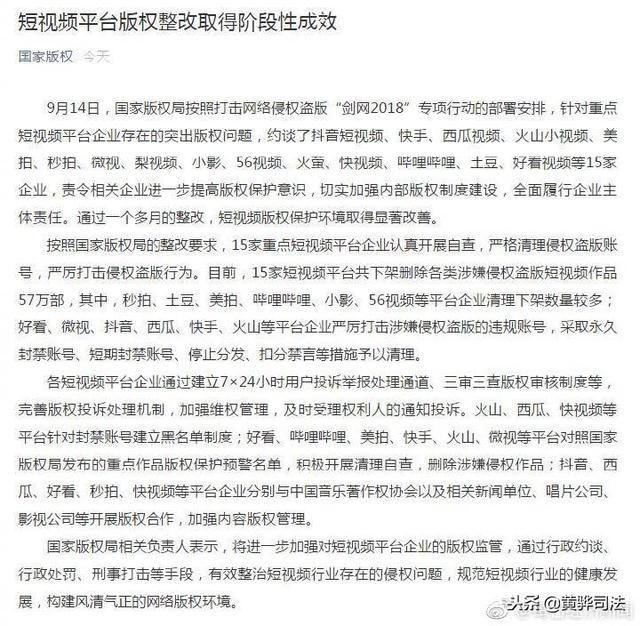 短视频平台版权整改取得阶段性成效
国家版权 今天
9月14日，国家版权局按照打击网络侵权盗版“剑网2018”专项行动的部署安排，针对重点
短视频平台企业存在的突出版权问题，约谈了抖音短视频、快手、西瓜视频、火山小视频、美
拍、秒拍、微视、梨视频、小影、56视频、火萤、快视频、哔哩哔哩、土豆、好看视频等15家
企业，责令相关企业进一步提高版权保护意识，切实加强内部版权制度建设，全面履行企业主
体责任。通过一个多月的整改，短视频版权保护环境取得显著改善。
按照国家版权局的整改要求，15家重点短视频平台企业认真开展自查，严格清理侵权盗版账
号，严厉打击侵权盗版行为。目前，15家短视频平台共下架删除各类涉嫌侵权盗版短视频作品
57万部，其中，秒拍、土豆、美拍、哔哩哔哩、小影、56视频等平台企业清理下架数量较多；
好看、微视、抖音、西瓜、快手、火山等平台企业严厉打击涉嫌侵权盗版的违规账号，采取永久
封禁账号、短期封禁账号、停止分发、扣分禁言等措施予以清理。
各短视频平台企业通过建立7×24小时用户投诉举报处理通道、三审三查版权审核制度等，
完善版权投诉处理机制，加强维权管理，及时受理权利人的通知投诉。火山、西瓜、快视频等
平台针对封禁账号建立黑名单制度；好看、哔哩哔哩、美拍、快手、火山、微视等平台对照国家
版权局发布的重点作品版权保护预警名单，积极开展清理自查，删除涉嫌侵权作品；抖音、西
瓜、好看、秒拍、快视频等平台企业分别与中国音乐著作权协会以及相关新闻单位、唱片公司、
影视公司等开展版权合作，加强内容版权管理。
国家版权局相关负责人表示，将进一步加强对短视频平台企业的版权监管，通过行政约谈、
行政处罚、刑事打击等手段，有效整治短视频行业存在的侵权问题，规范短视频行业的健康发
展，构建风清气正的网络版权环境。
头条@黄骅司法